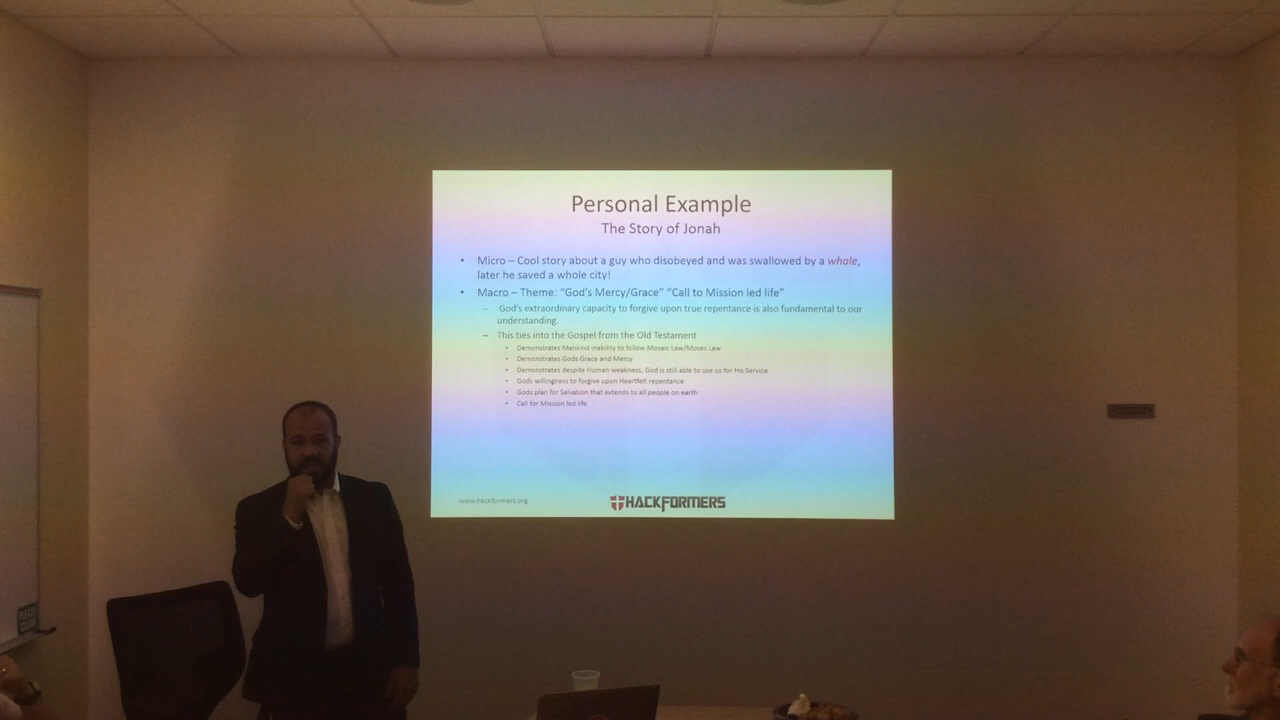 Personal Example
The Story of Jonah
• Micro – Cool story about a guy who disobeyed and was swallowed by a whale,
later he saved a whole city!
• Macro – Theme: "God's Mercy/Grace" "Call to Mission led life"
– God's extraordinary capacity to forgive upon true repentance is also fundamental to our
understanding.
– This ties into the Gospel from the Old Testament
• Demonstrates Mankind inability to follow Mosaic Law/Moses Law
• Demonstrates Gods Grace and Mercy
• Demonstrates despite Human weakness, God is still able to use us for His Service
• Gods willingness to forgive upon Heartfelt repentance
• Gods plan for Salvation that extends to all people on earth
• Call for Mission led life
www.hackformers.org
HACKFORMERS